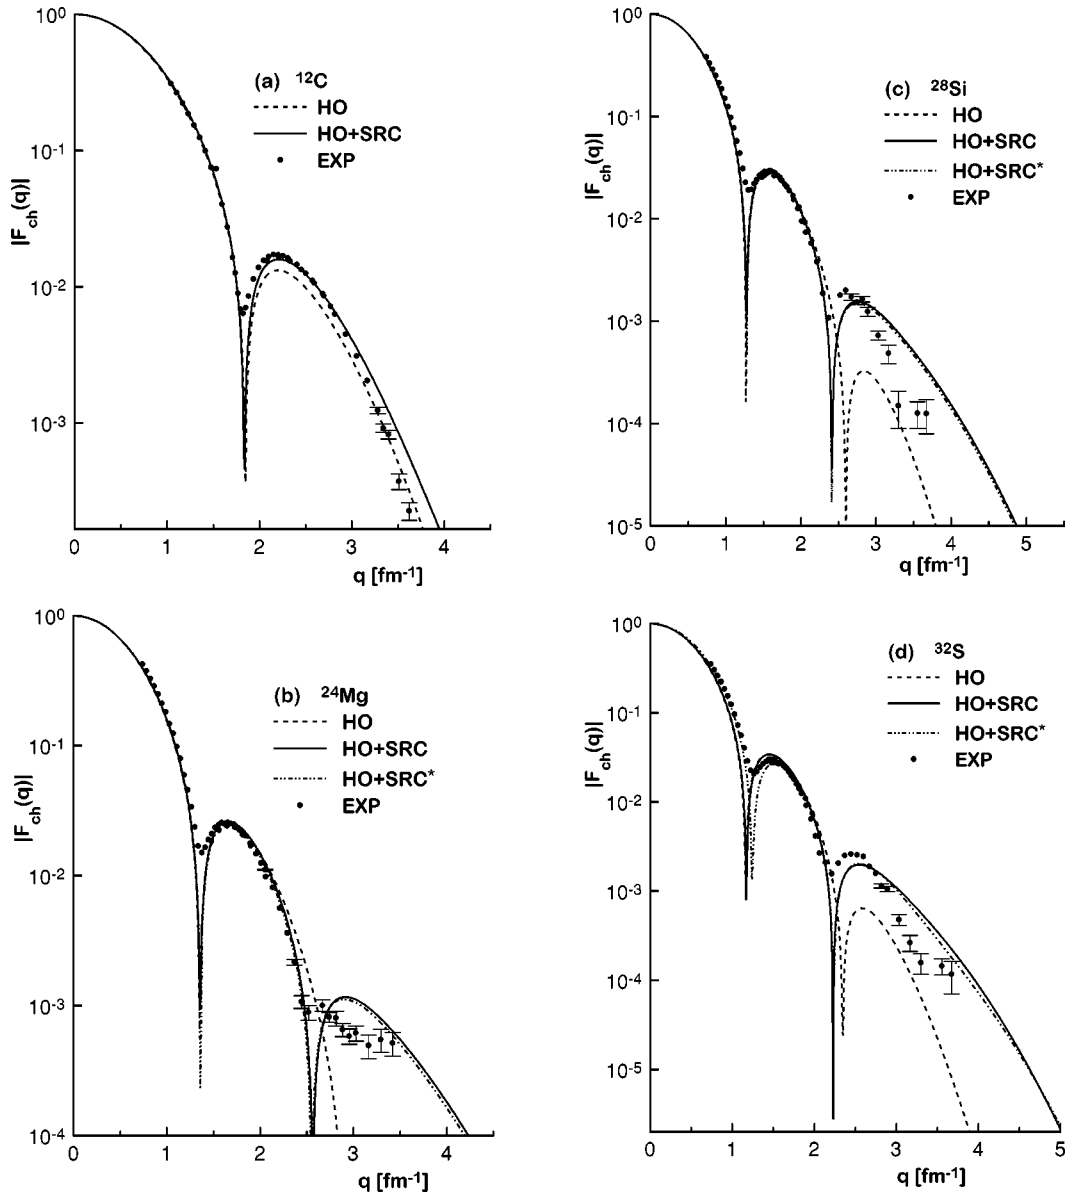 (a) ¹²C
HO
HO+SRC
EXP
|F_ch(q)|
10⁰
10⁻¹
10⁻²
10⁻³
0 1 2 3 4
q [fm⁻¹]
(c) ²⁸Si
HO
HO+SRC
HO+SRC*
EXP
|F_ch(q)|
10⁰
10⁻¹
10⁻²
10⁻³
10⁻⁴
10⁻⁵
0 1 2 3 4 5
q [fm⁻¹]
(b) ²⁴Mg
HO
HO+SRC
HO+SRC*
EXP
|F_ch(q)|
10⁰
10⁻¹
10⁻²
10⁻³
10⁻⁴
0 1 2 3 4
q [fm⁻¹]
(d) ³²S
HO
HO+SRC
HO+SRC*
EXP
|F_ch(q)|
10⁰
10⁻¹
10⁻²
10⁻³
10⁻⁴
10⁻⁵
0 1 2 3 4 5
q [fm⁻¹]